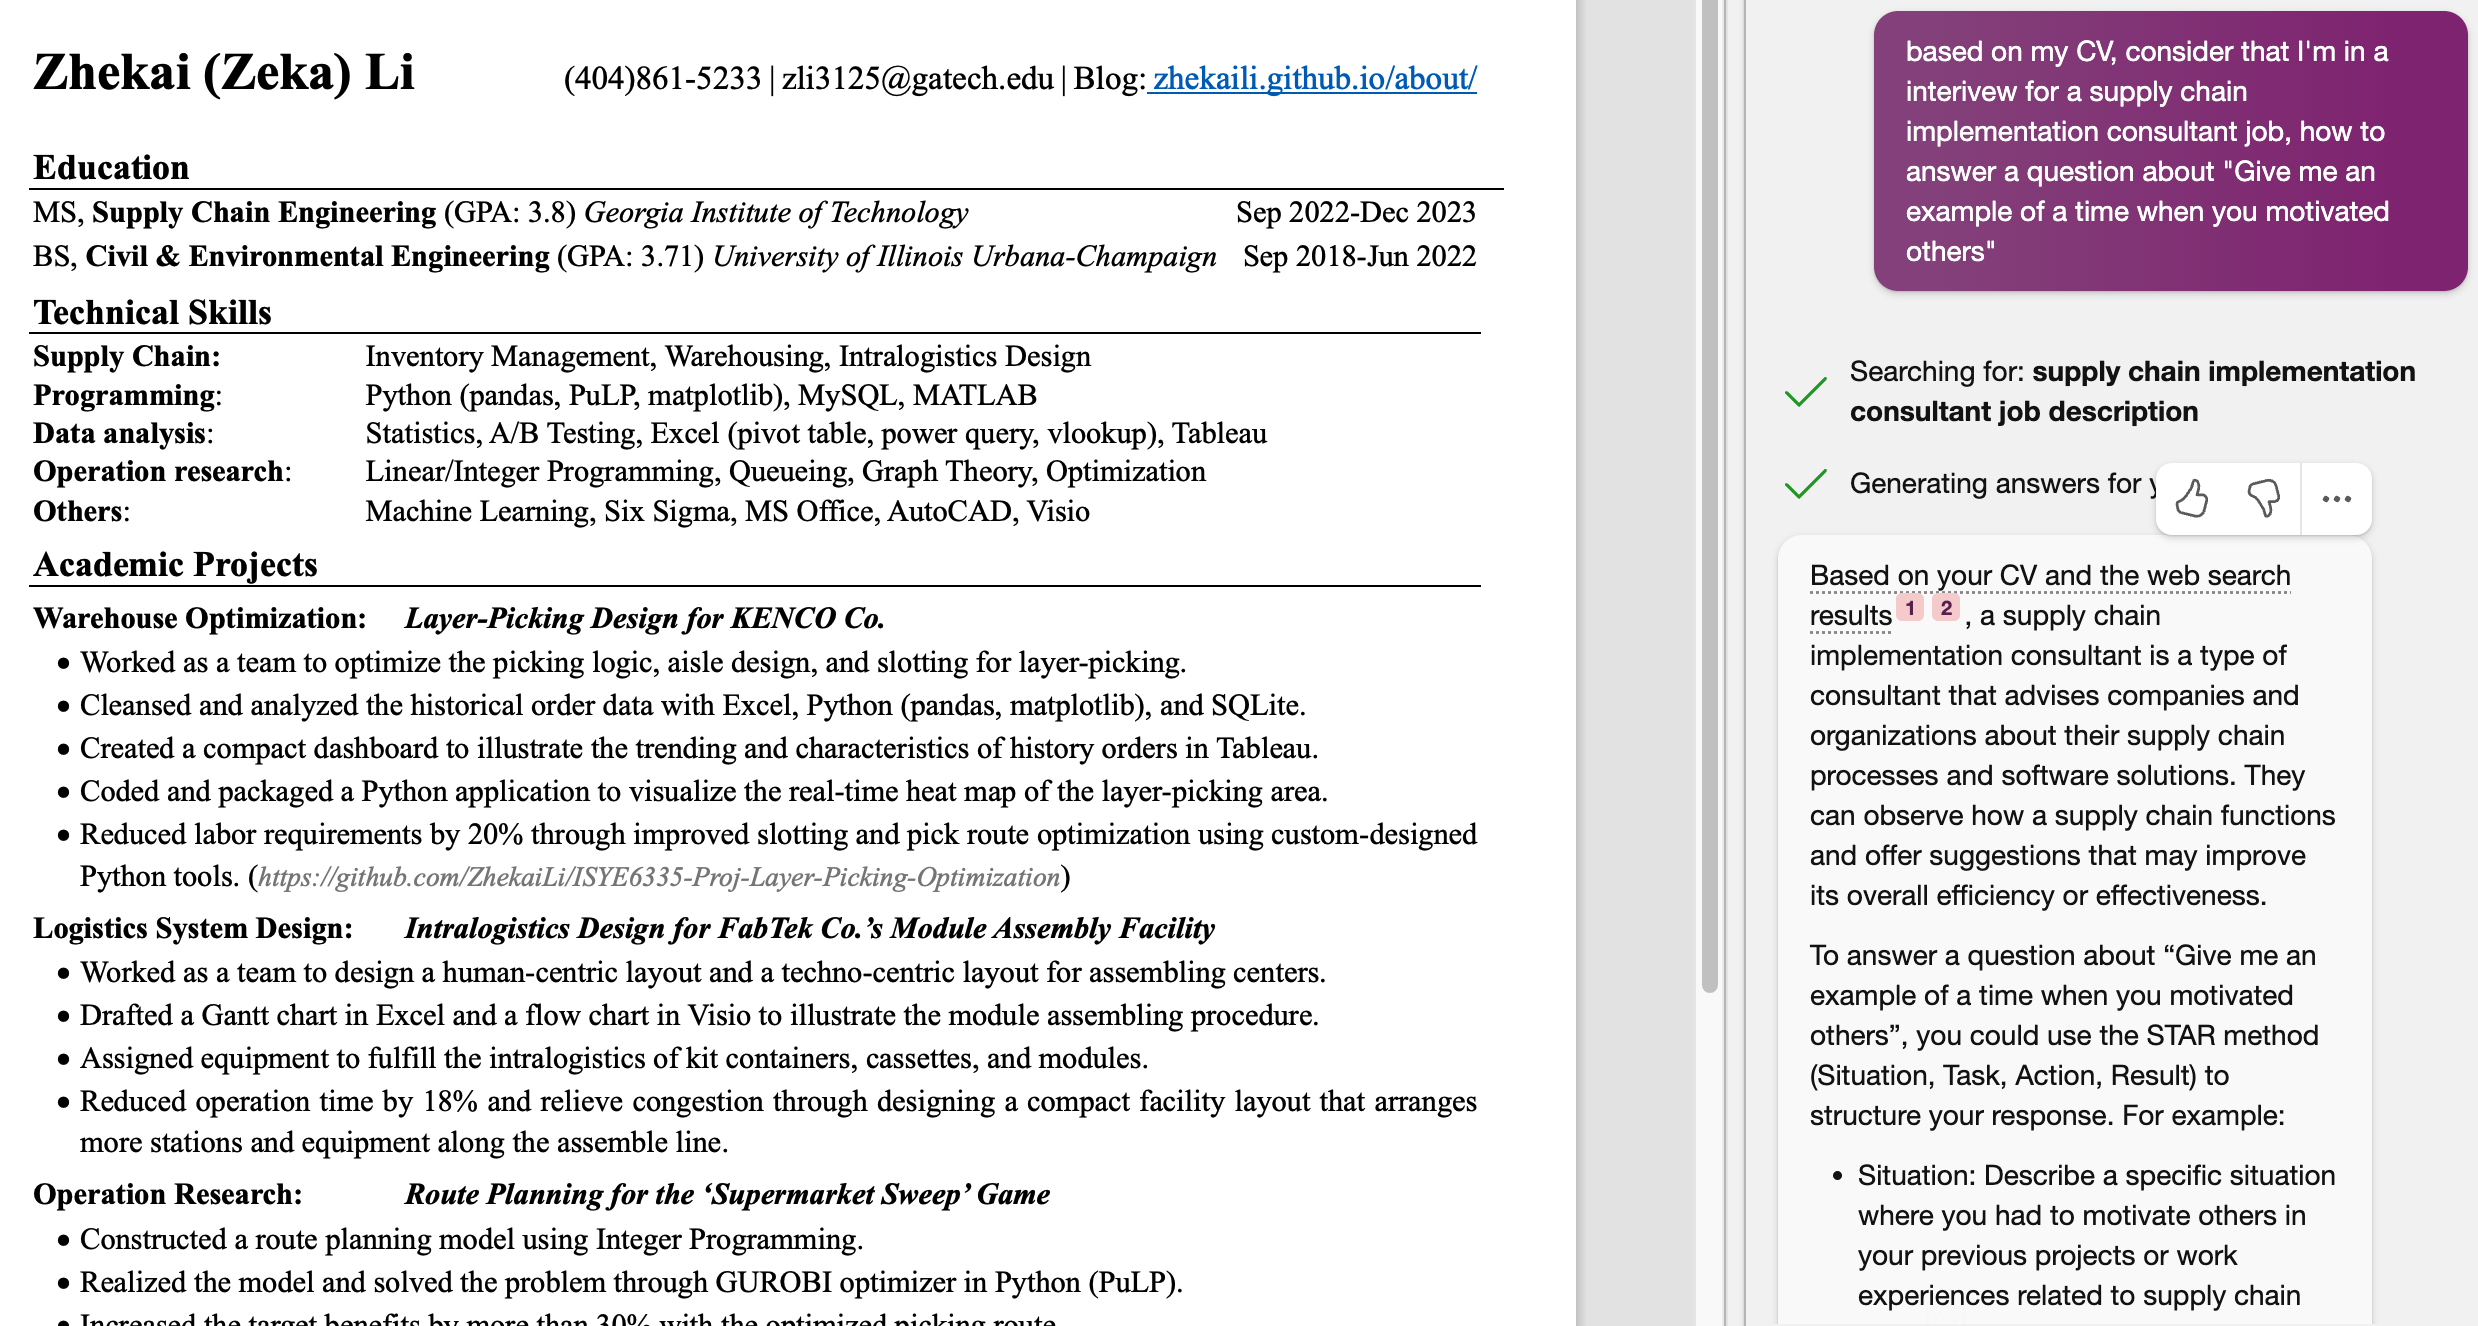 Zhekai (Zeka) Li (404)861-5233 | zli3125@gatech.edu | Blog: zhekaili.github.io/about/
Education
MS, Supply Chain Engineering (GPA: 3.8) Georgia Institute of Technology Sep 2022-Dec 2023
BS, Civil & Environmental Engineering (GPA: 3.71) University of Illinois Urbana-Champaign Sep 2018-Jun 2022
Technical Skills
Supply Chain: Inventory Management, Warehousing, Intralogistics Design
Programming: Python (pandas, PuLP, matplotlib), MySQL, MATLAB
Data analysis: Statistics, A/B Testing, Excel (pivot table, power query, vlookup), Tableau
Operation research: Linear/Integer Programming, Queueing, Graph Theory, Optimization
Others: Machine Learning, Six Sigma, MS Office, AutoCAD, Visio
Academic Projects
Warehouse Optimization: Layer-Picking Design for KENCO Co.
• Worked as a team to optimize the picking logic, aisle design, and slotting for layer-picking.
• Cleansed and analyzed the historical order data with Excel, Python (pandas, matplotlib), and SQLite.
• Created a compact dashboard to illustrate the trending and characteristics of history orders in Tableau.
• Coded and packaged a Python application to visualize the real-time heat map of the layer-picking area.
• Reduced labor requirements by 20% through improved slotting and pick route optimization using custom-designed
Python tools. (https://github.com/ZhekaiLi/ISYE6335-Proj-Layer-Picking-Optimization)
Logistics System Design: Intralogistics Design for FabTek Co.’s Module Assembly Facility
• Worked as a team to design a human-centric layout and a techno-centric layout for assembling centers.
• Drafted a Gantt chart in Excel and a flow chart in Visio to illustrate the module assembling procedure.
• Assigned equipment to fulfill the intralogistics of kit containers, cassettes, and modules.
• Reduced operation time by 18% and relieve congestion through designing a compact facility layout that arranges
more stations and equipment along the assemble line.
Operation Research: Route Planning for the ‘Supermarket Sweep’ Game
• Constructed a route planning model using Integer Programming.
• Realized the model and solved the problem through GUROBI optimizer in Python (PuLP).
• Increased the target benefits by more than 30% with the optimized picking route
based on my CV, consider that I'm in a
interivew for a supply chain
implementation consultant job, how to
answer a question about "Give me an
example of a time when you motivated
others"
Searching for: supply chain implementation
consultant job description
Generating answers for
Based on your CV and the web search
results 1 2 , a supply chain
implementation consultant is a type of
consultant that advises companies and
organizations about their supply chain
processes and software solutions. They
can observe how a supply chain functions
and offer suggestions that may improve
its overall efficiency or effectiveness.
To answer a question about “Give me an
example of a time when you motivated
others”, you could use the STAR method
(Situation, Task, Action, Result) to
structure your response. For example:
• Situation: Describe a specific situation
where you had to motivate others in
your previous projects or work
experiences related to supply chain